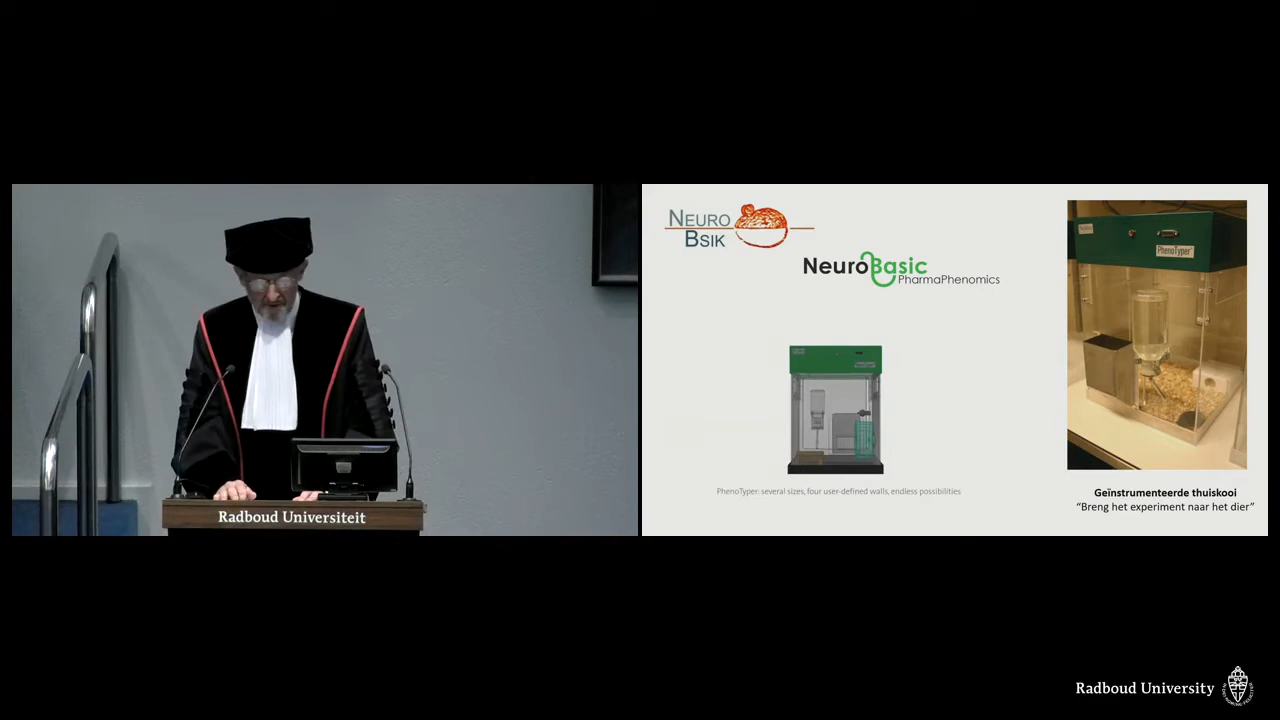 Radboud Universiteit
NEURO
BSIK
NeuroBasic
PharmaPhenomics
PhenoTyper
PhenoTyper: several sizes, four user-defined walls, endless possibilities
Geïnstrumenteerde thuiskooi
“Breng het experiment naar het dier”
Radboud University